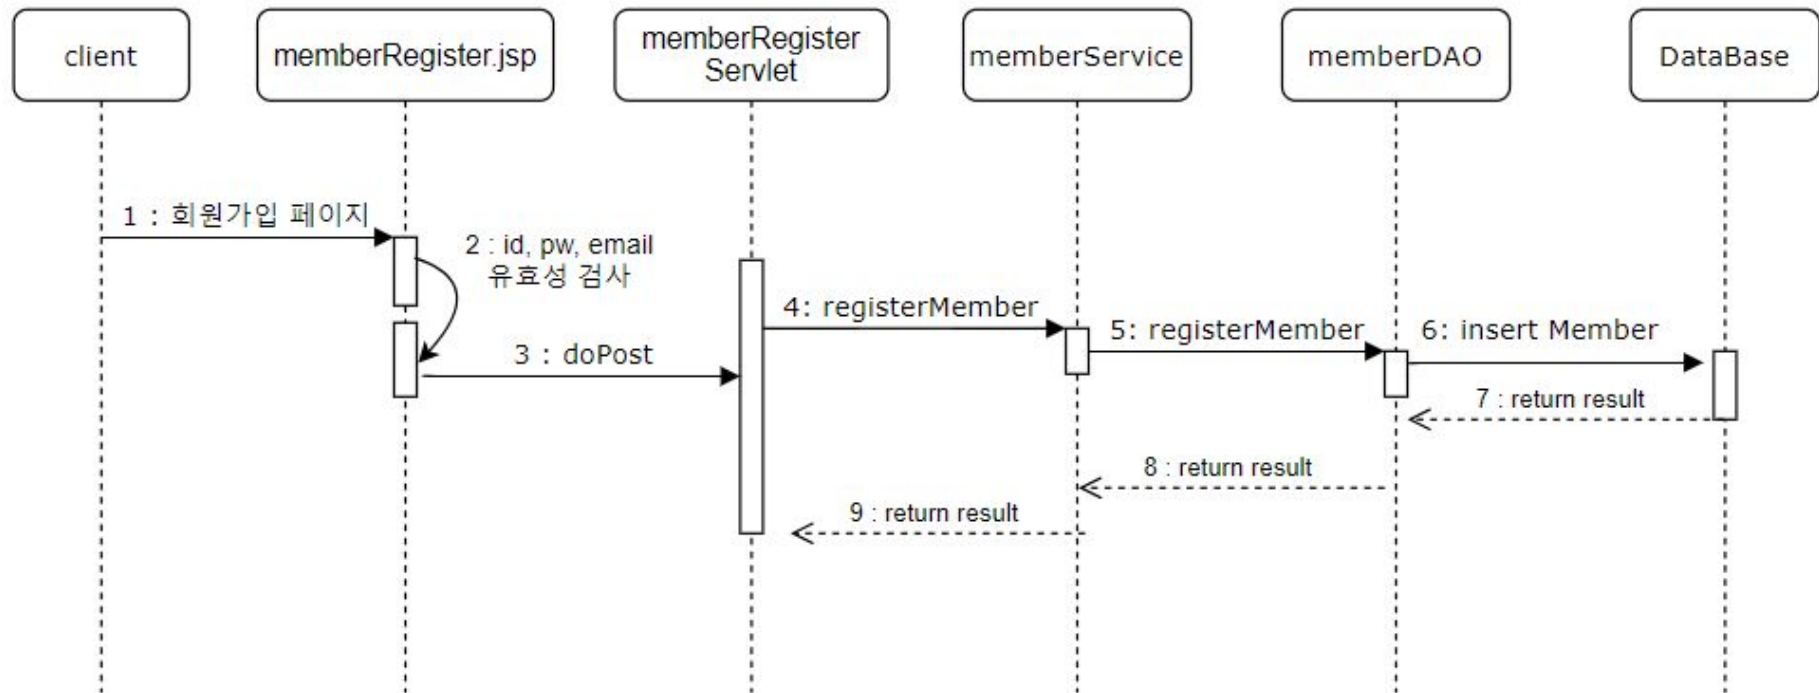 client
memberRegister.jsp
memberRegister
Servlet
memberService
memberDAO
DataBase
1 : 회원가입 페이지
2 : id, pw, email
유효성 검사
3 : doPost
4: registerMember
5: registerMember
6: insert Member
7 : return result
8 : return result
9 : return result